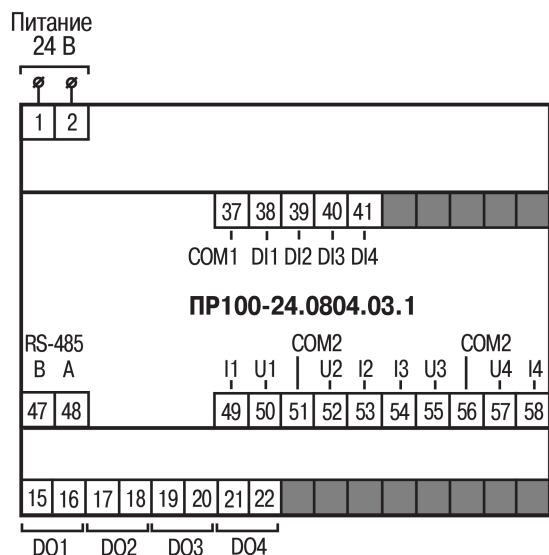 Питание
24 В
1 2
37 38 39 40 41
COM1 DI1 DI2 DI3 DI4
ПР100-24.0804.03.1
RS-485 COM2 COM2
B A I1 U1 U2 I2 I3 U3 U4 I4
47 48 49 50 51 52 53 54 55 56 57 58
15 16 17 18 19 20 21 22
DO1 DO2 DO3 DO4